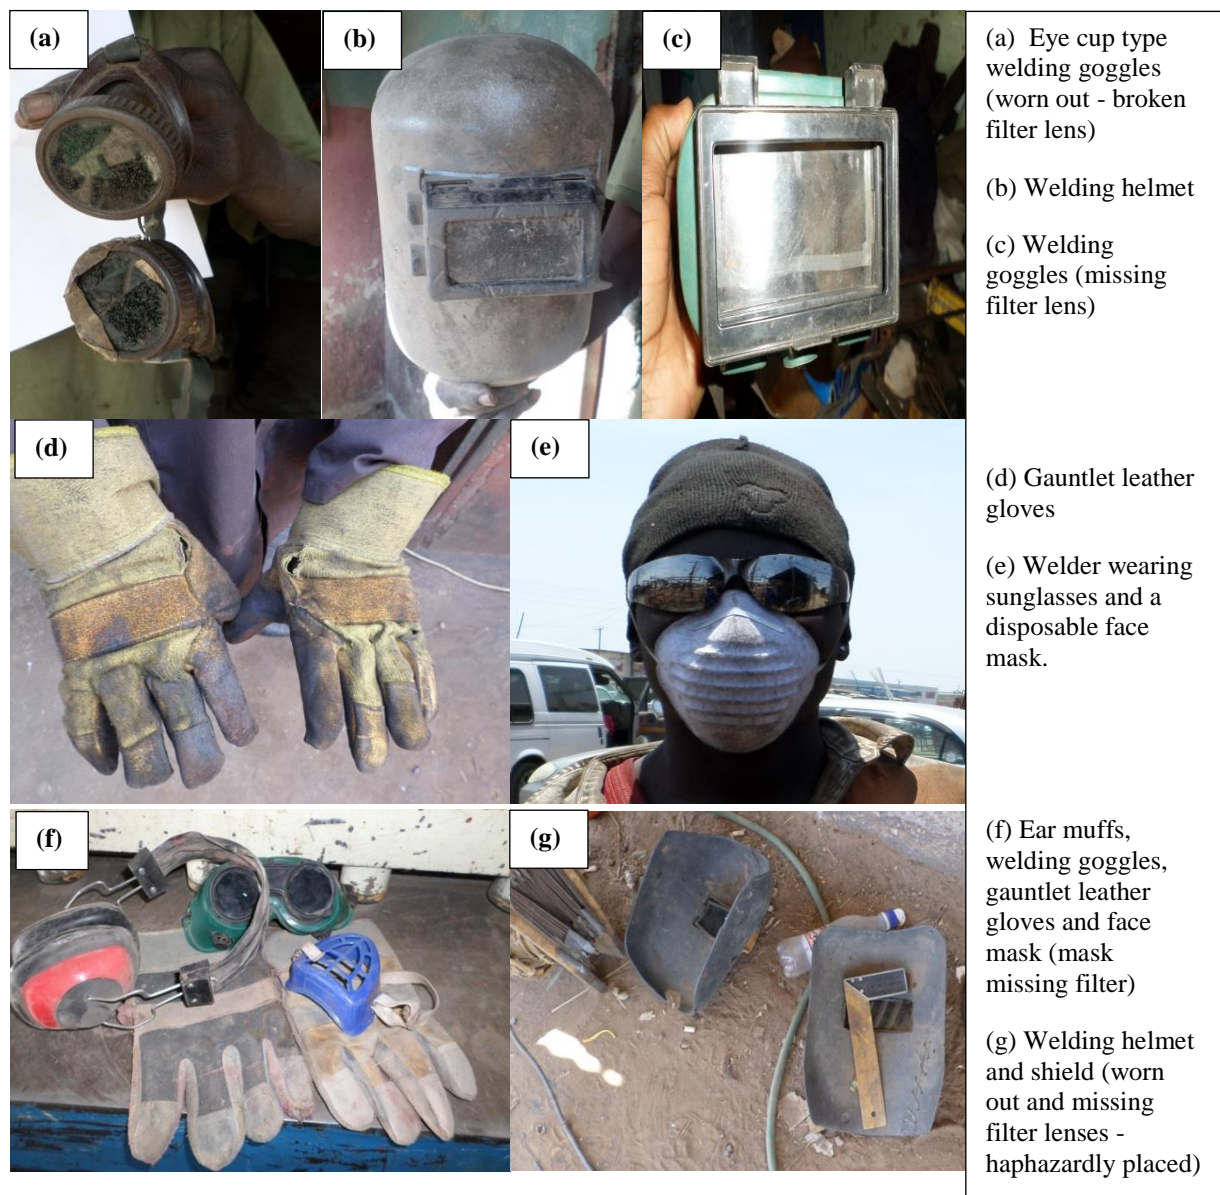 (a)
(b)
(c)
(a) Eye cup type
welding goggles
(worn out - broken
filter lens)
(b) Welding helmet
(c) Welding
goggles (missing
filter lens)
(d)
(e)
(d) Gauntlet leather
gloves
(e) Welder wearing
sunglasses and a
disposable face
mask.
(f)
(g)
(f) Ear muffs,
welding goggles,
gauntlet leather
gloves and face
mask (mask
missing filter)
(g) Welding helmet
and shield (worn
out and missing
filter lenses -
haphazardly placed)